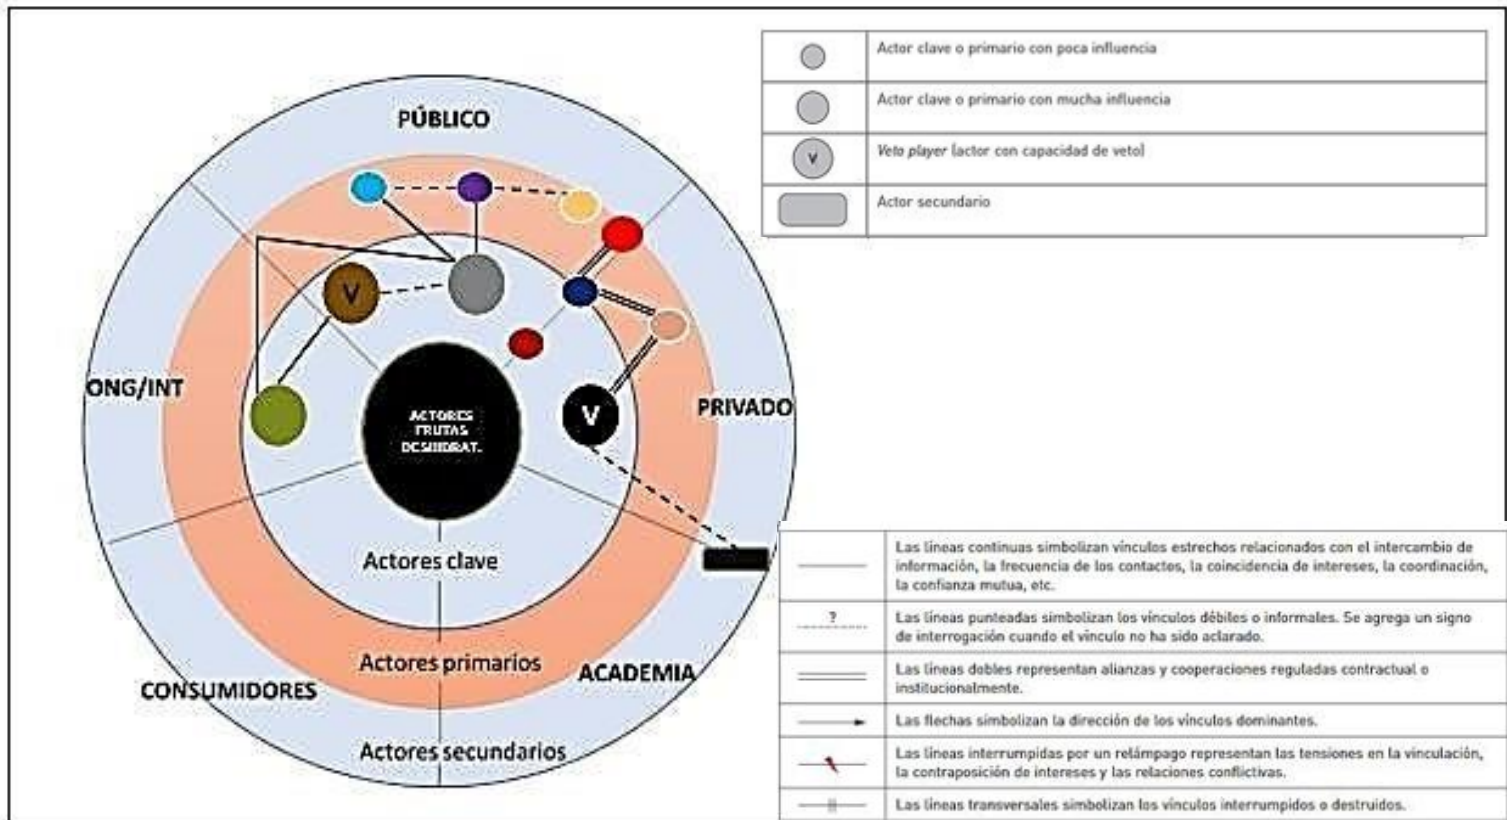 PÚBLICO
ONG/INT
PRIVADO
CONSUMIDORES
ACADEMIA
V
V
ACTORES
FRUTAS
DESHIDRAT.
Actores clave
Actores primarios
Actores secundarios
Actor clave o primario con poca influencia
Actor clave o primario con mucha influencia
V
Veto player (actor con capacidad de veto)
Actor secundario
Las líneas continuas simbolizan vínculos estrechos relacionados con el intercambio de
información, la frecuencia de los contactos, la coincidencia de intereses, la coordinación,
la confianza mutua, etc.
?
Las líneas punteadas simbolizan los vínculos débiles o informales. Se agrega un signo
de interrogación cuando el vínculo no ha sido aclarado.
Las líneas dobles representan alianzas y cooperaciones reguladas contractual o
institucionalmente.
Las flechas simbolizan la dirección de los vínculos dominantes.
Las líneas interrumpidas por un relámpago representan las tensiones en la vinculación,
la contraposición de intereses y las relaciones conflictivas.
Las líneas transversales simbolizan los vínculos interrumpidos o destruidos.